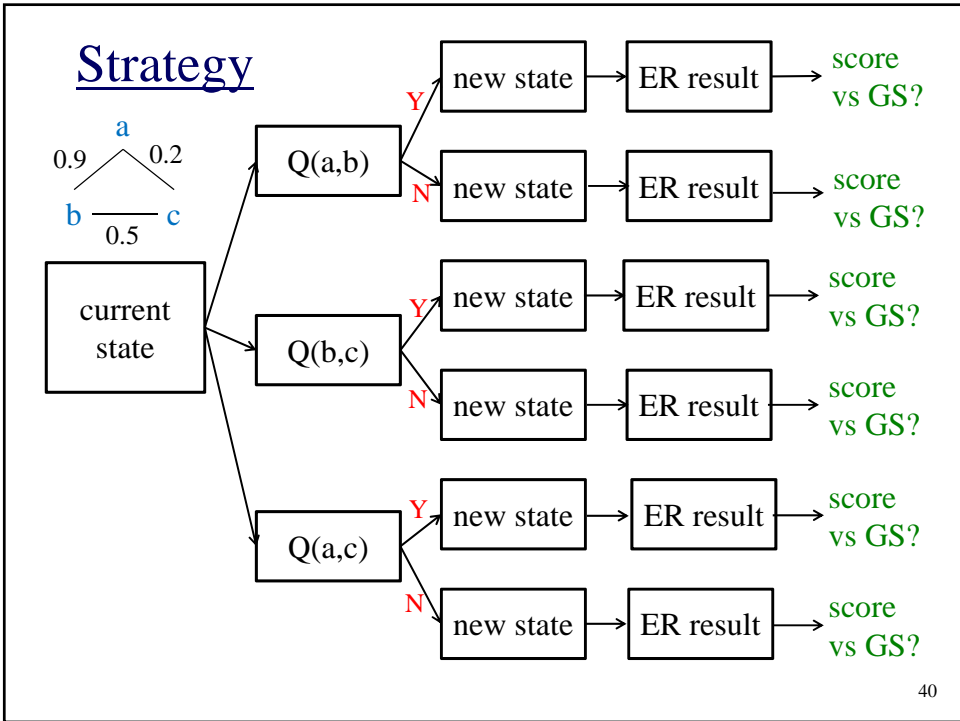 Strategy
a
0.9
0.2
b
c
0.5
current
state
Q(a,b)
Y
N
new state
ER result
score
vs GS?
new state
ER result
score
vs GS?
Q(b,c)
Y
N
new state
ER result
score
vs GS?
new state
ER result
score
vs GS?
Q(a,c)
Y
N
new state
ER result
score
vs GS?
new state
ER result
score
vs GS?
40